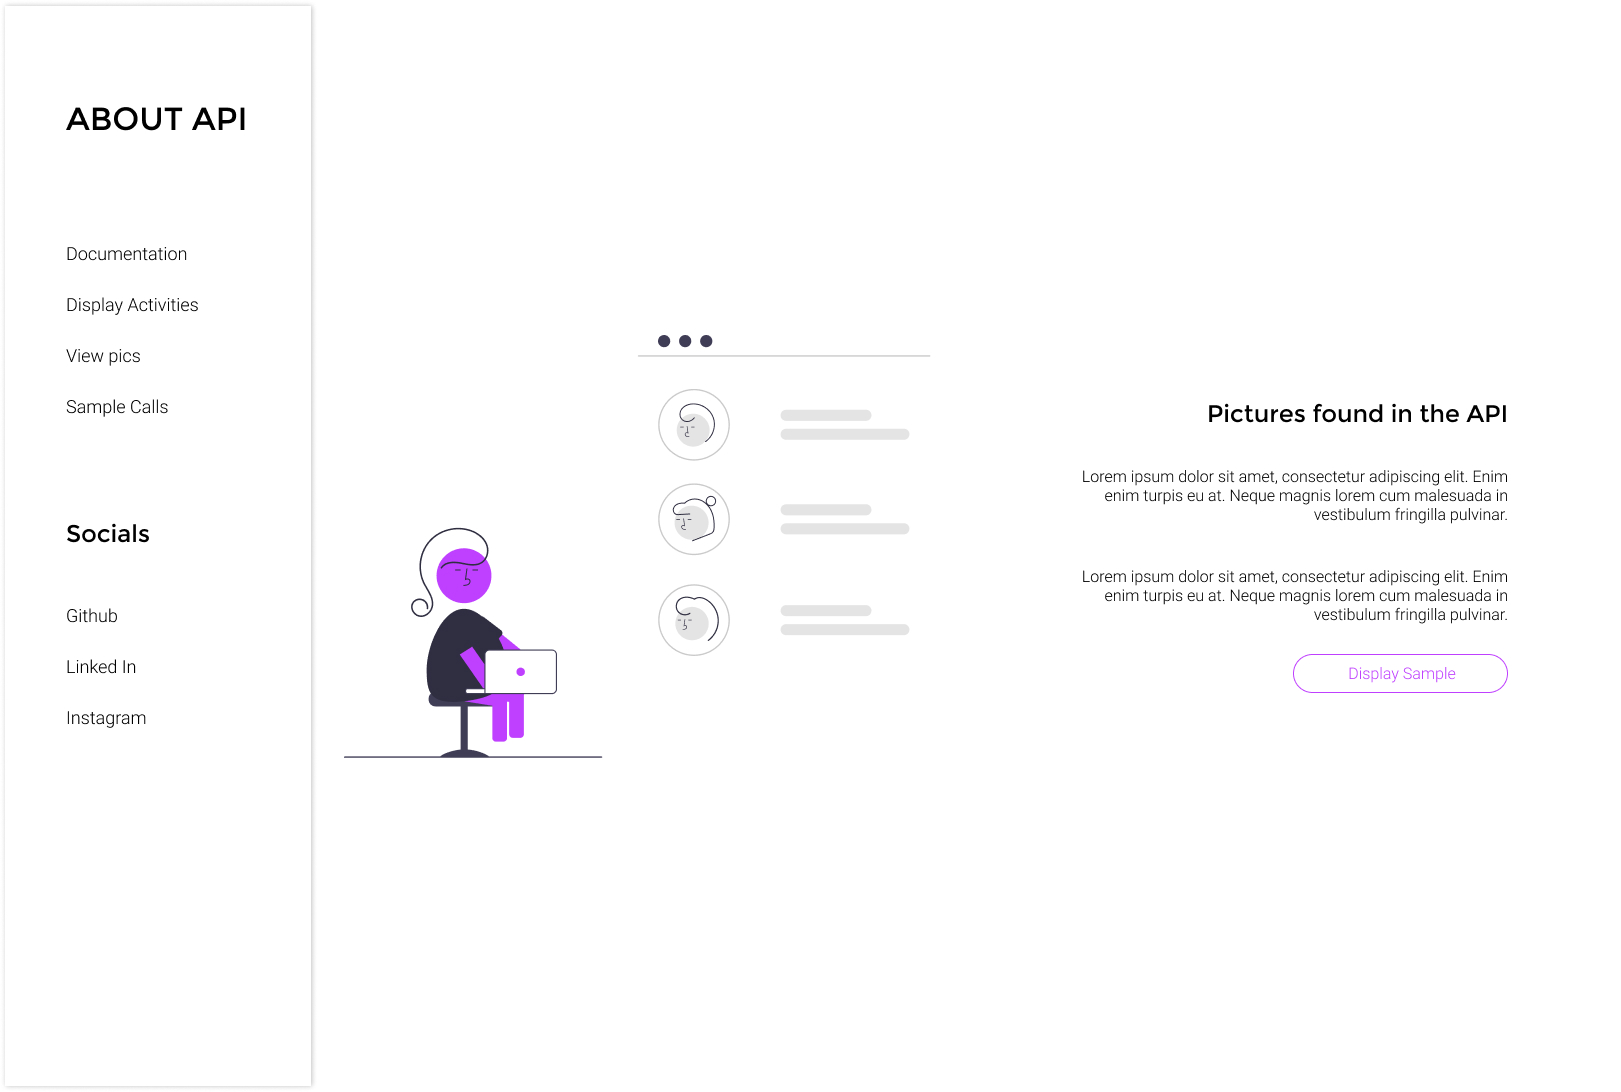 ABOUT API
Documentation
Display Activities
View pics
Sample Calls
Socials
Github
Linked In
Instagram
Pictures found in the API
Lorem ipsum dolor sit amet, consectetur adipiscing elit. Enim
enim turpis eu at. Neque magnis lorem cum malesuada in
vestibulum fringilla pulvinar.
Lorem ipsum dolor sit amet, consectetur adipiscing elit. Enim
enim turpis eu at. Neque magnis lorem cum malesuada in
vestibulum fringilla pulvinar.
Display Sample